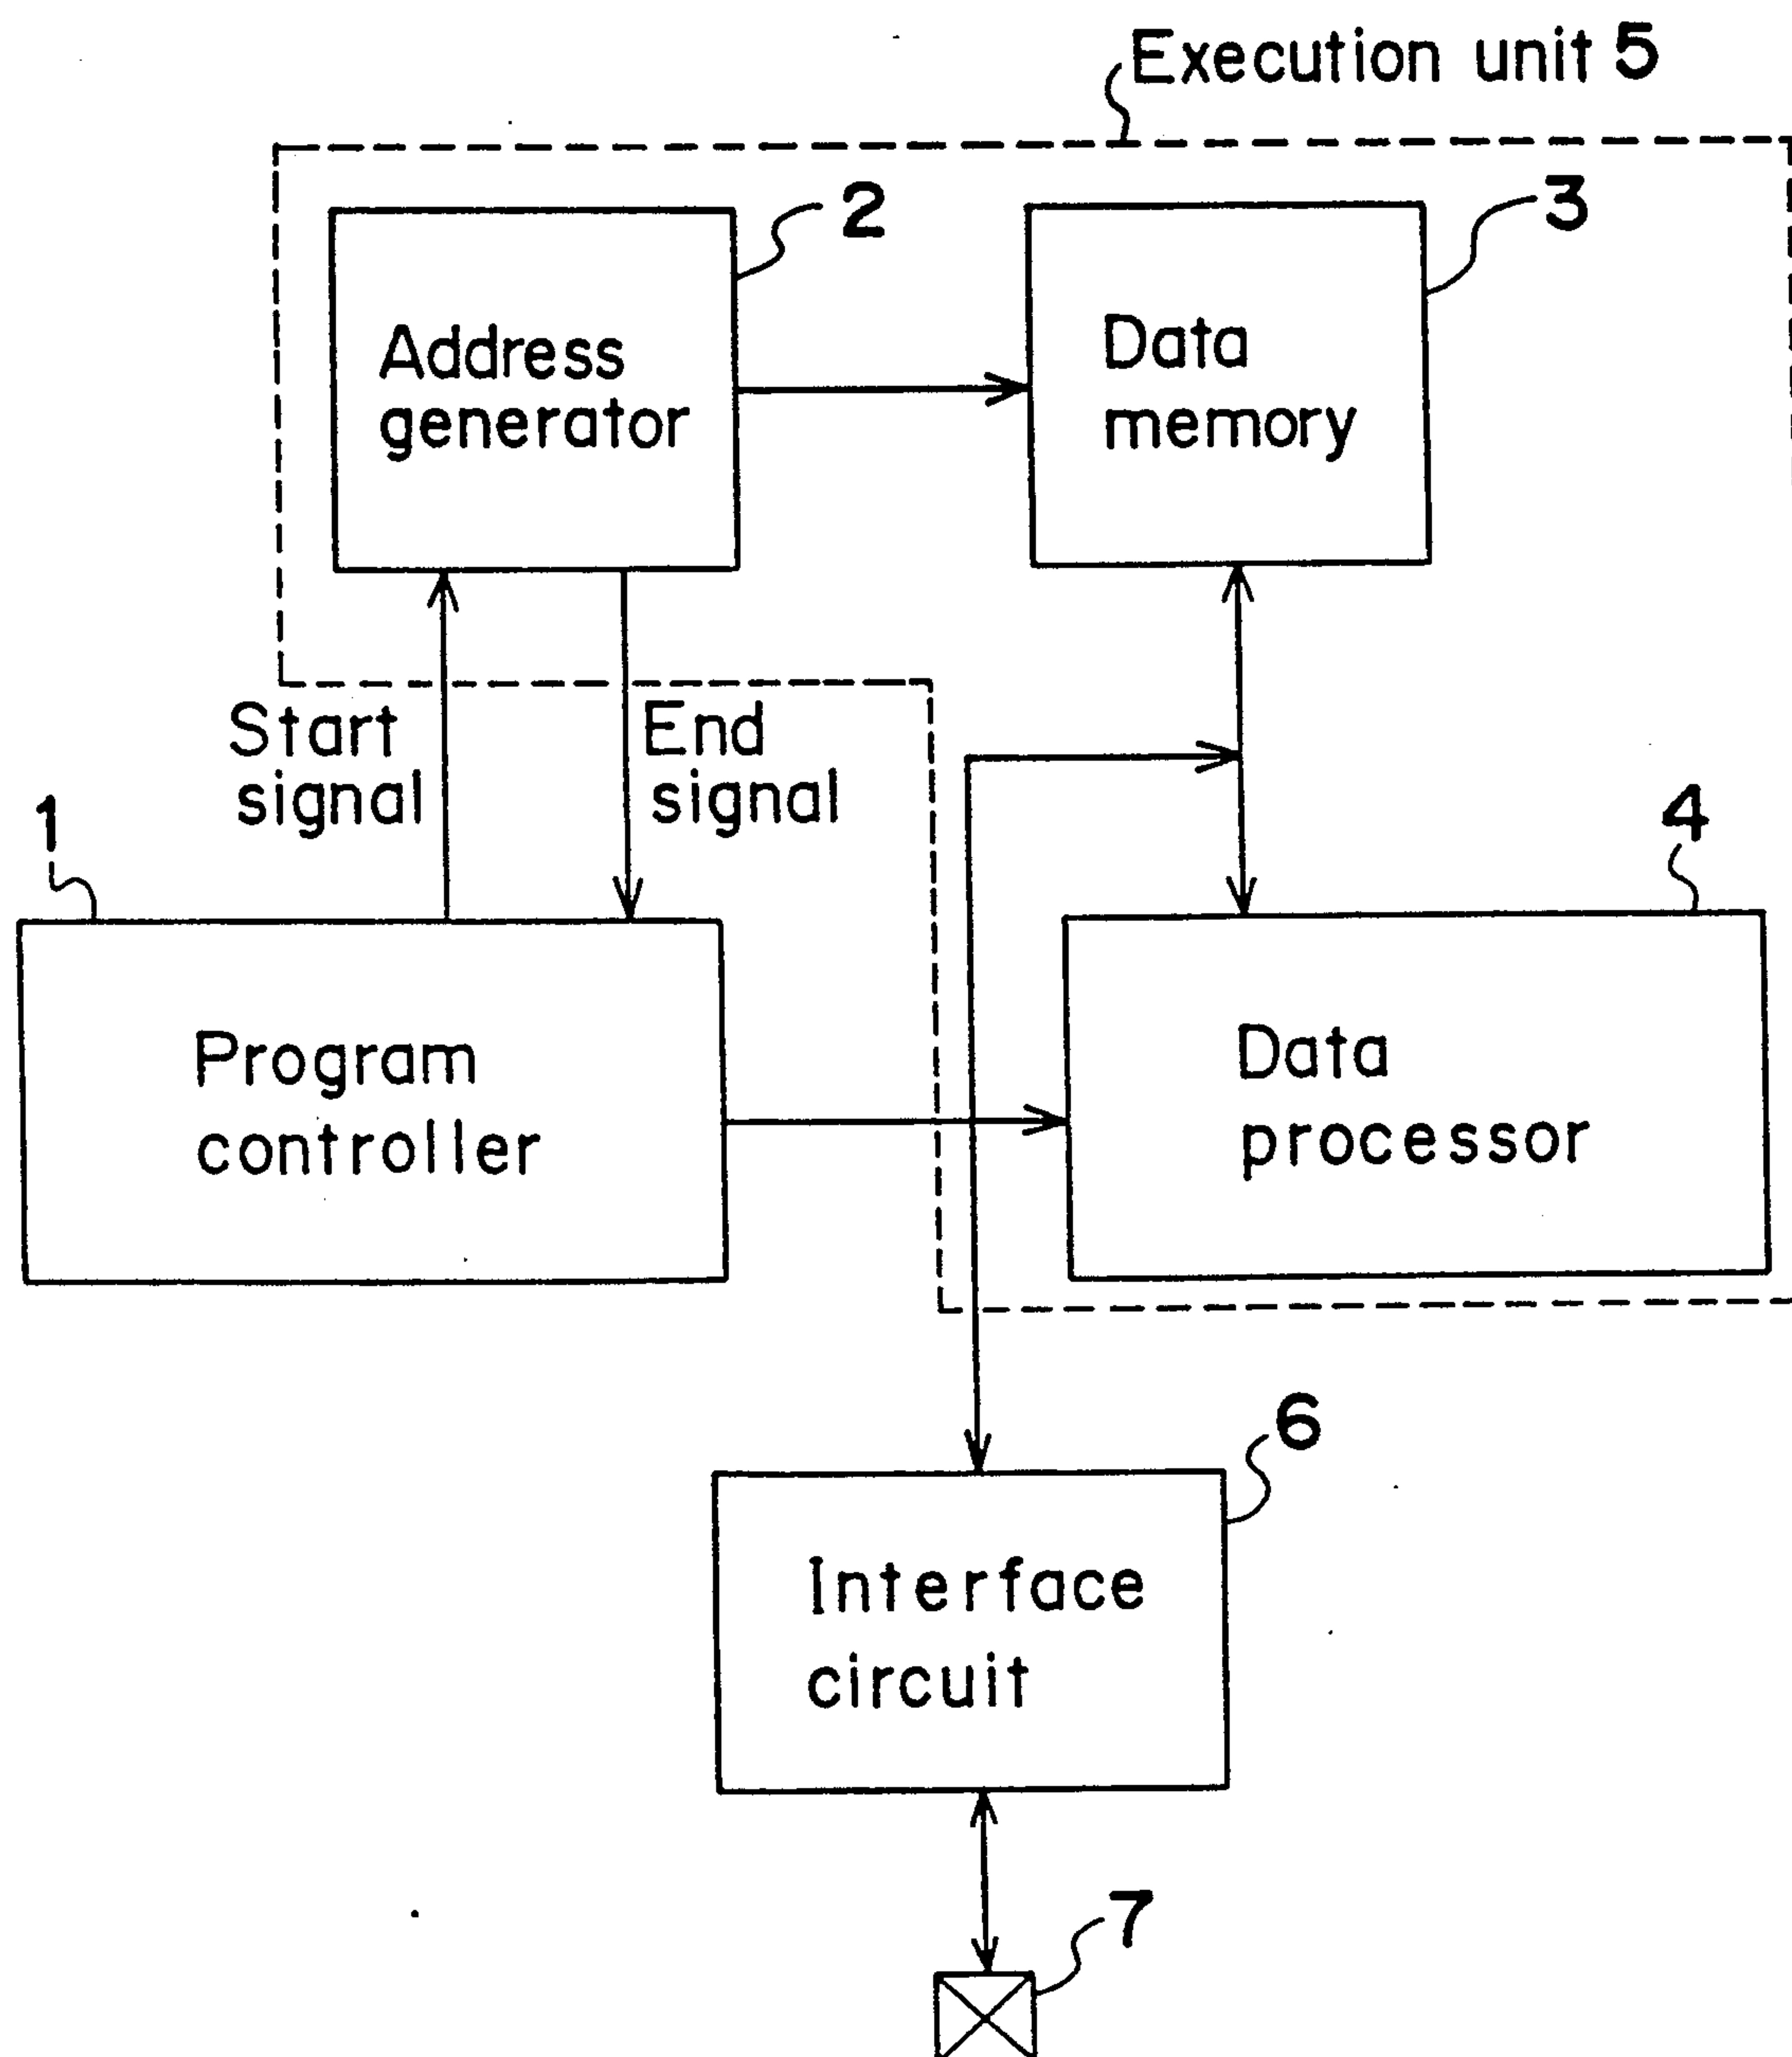 Execution unit 5
2
3
Address
generator
Data
memory
Start
signal
End
signal
1
4
Program
controller
Data
processor
6
Interface
circuit
7